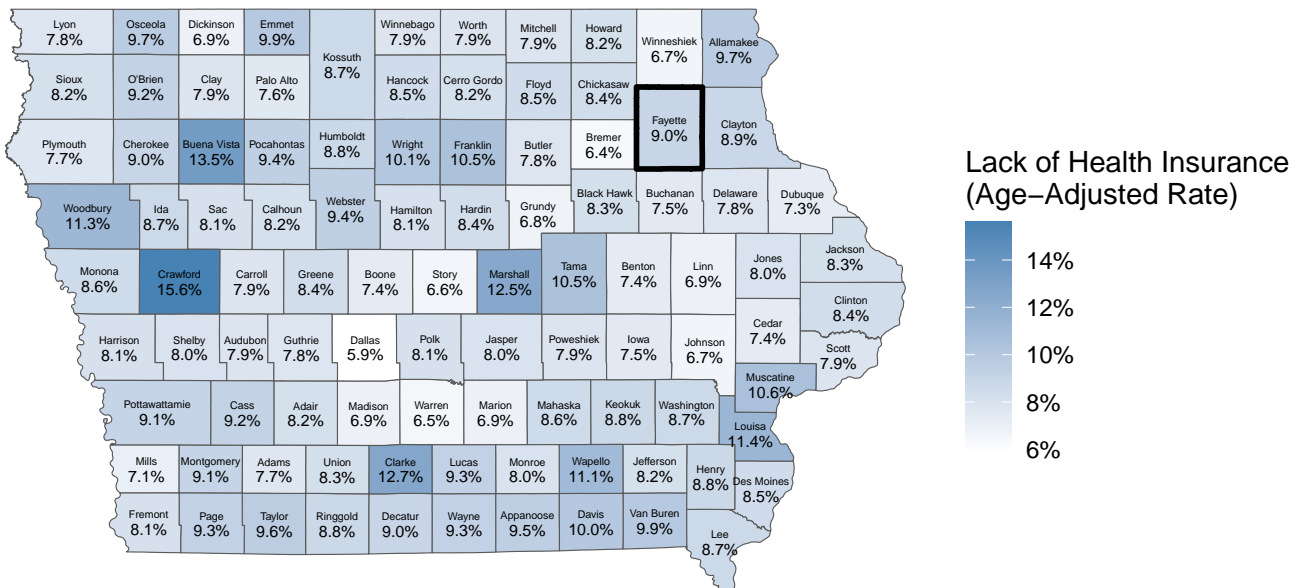 Lyon
7.8%
Osceola
9.7%
Dickinson
6.9%
Emmet
9.9%
Kossuth
8.7%
Winnebago
7.9%
Worth
7.9%
Mitchell
7.9%
Howard
8.2%
Winneshiek
6.7%
Allamakee
9.7%
Sioux
8.2%
O'Brien
9.2%
Clay
7.9%
Palo Alto
7.6%
Hancock
8.5%
Cerro Gordo
8.2%
Floyd
8.5%
Chickasaw
8.4%
Fayette
9.0%
Clayton
8.9%
Plymouth
7.7%
Cherokee
9.0%
Buena Vista
13.5%
Pocahontas
9.4%
Humboldt
8.8%
Wright
10.1%
Franklin
10.5%
Butler
7.8%
Bremer
6.4%
Woodbury
11.3%
Ida
8.7%
Sac
8.1%
Calhoun
8.2%
Webster
9.4%
Hamilton
8.1%
Hardin
8.4%
Grundy
6.8%
Black Hawk
8.3%
Buchanan
7.5%
Delaware
7.8%
Dubuque
7.3%
Monona
8.6%
Crawford
15.6%
Carroll
7.9%
Greene
8.4%
Boone
7.4%
Story
6.6%
Marshall
12.5%
Tama
10.5%
Benton
7.4%
Linn
6.9%
Jones
8.0%
Jackson
8.3%
Clinton
8.4%
Harrison
8.1%
Shelby
8.0%
Audubon
7.9%
Guthrie
7.8%
Dallas
5.9%
Polk
8.1%
Jasper
8.0%
Poweshiek
7.9%
Iowa
7.5%
Johnson
6.7%
Cedar
7.4%
Scott
7.9%
Muscatine
10.6%
Pottawattamie
9.1%
Cass
9.2%
Adair
8.2%
Madison
6.9%
Warren
6.5%
Marion
6.9%
Mahaska
8.6%
Keokuk
8.8%
Washington
8.7%
Louisa
11.4%
Mills
7.1%
Montgomery
9.1%
Adams
7.7%
Union
8.3%
Clarke
12.7%
Lucas
9.3%
Monroe
8.0%
Wapello
11.1%
Jefferson
8.2%
Henry
8.8%
Des Moines
8.5%
Fremont
8.1%
Page
9.3%
Taylor
9.6%
Ringgold
8.8%
Decatur
9.0%
Wayne
9.3%
Appanoose
9.5%
Davis
10.0%
Van Buren
9.9%
Lee
8.7%
Lack of Health Insurance
(Age−Adjusted Rate)
14%
12%
10%
8%
6%